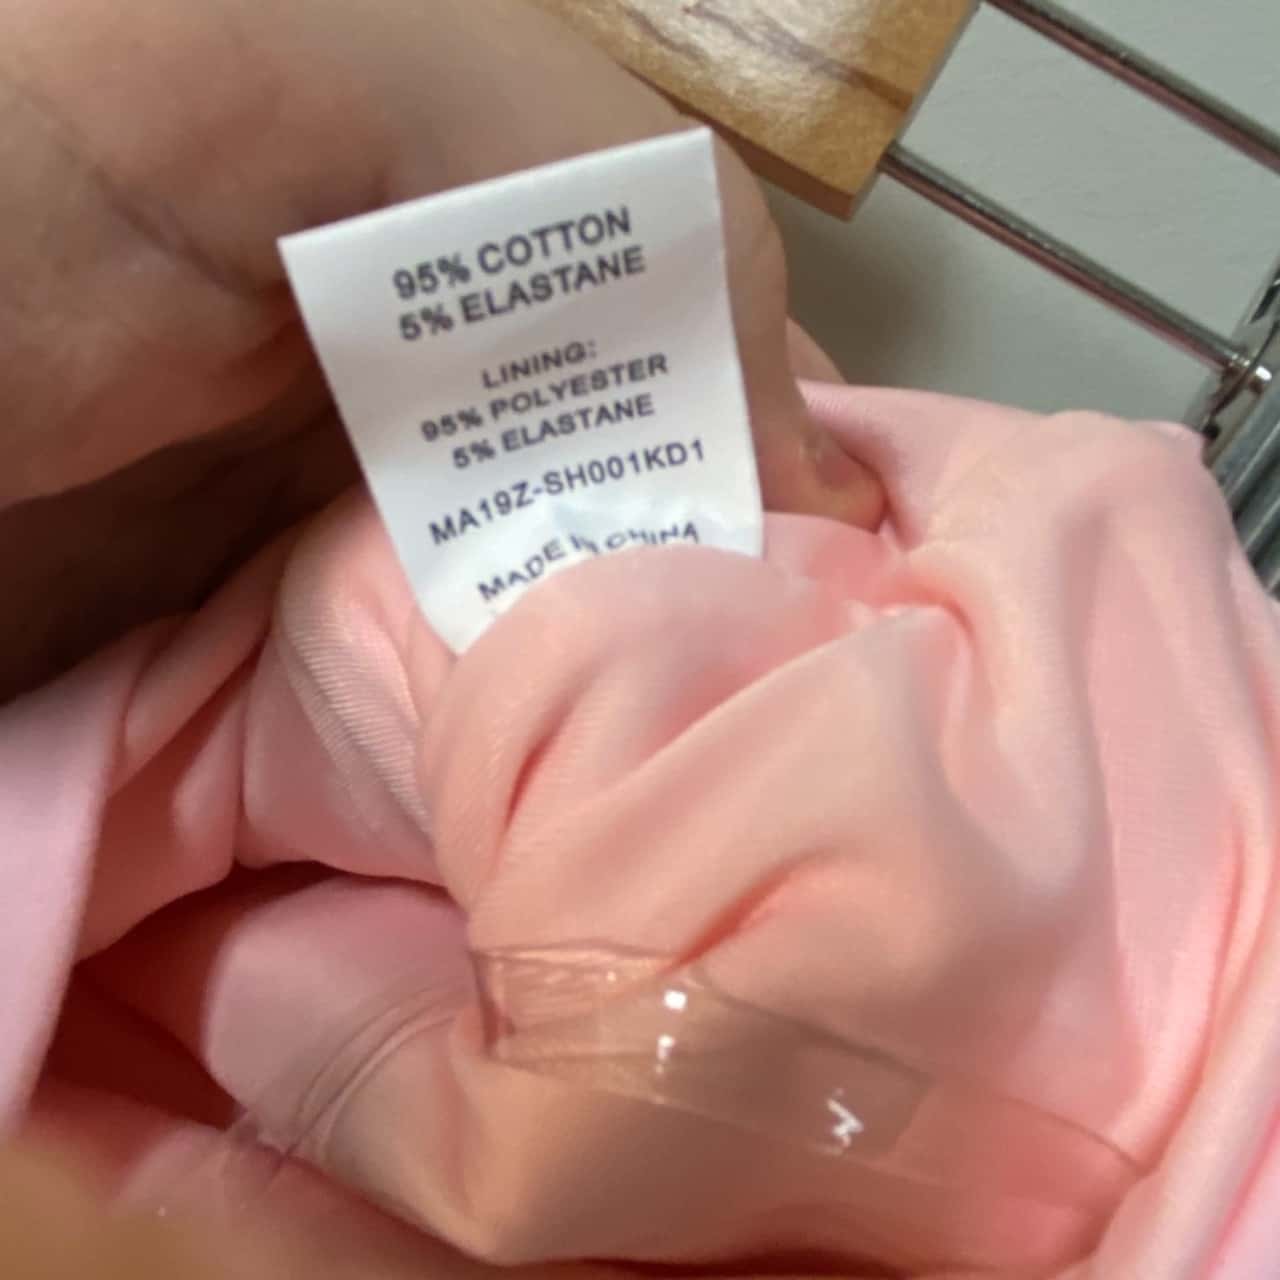 95% COTTON
5% ELASTANE
LINING:
95% POLYESTER
5% ELASTANE
MA19Z-SH001KD1
MADE IN CHINA